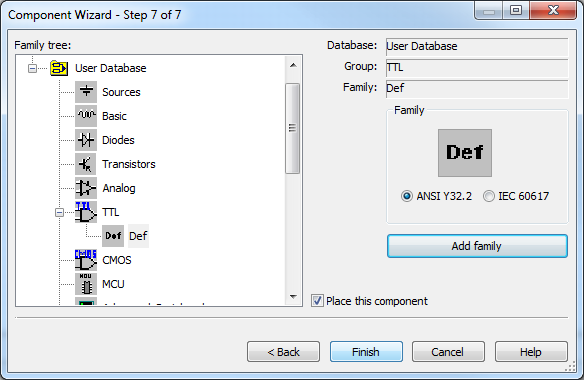 Component Wizard - Step 7 of 7
Family tree:
User Database
Sources
Basic
Diodes
Transistors
Analog
TTL
Def Def
CMOS
MCU
Database: User Database
Group: TTL
Family: Def
Family
Def
ANSI Y32.2 IEC 60617
Add family
Place this component
< Back Finish Cancel Help